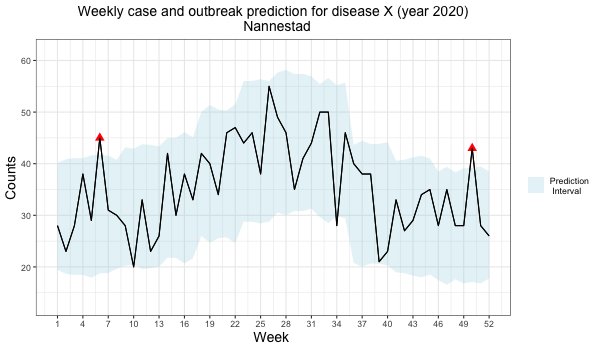 Weekly case and outbreak prediction for disease X (year 2020)
Nannestad
60
50
40
30
20
Counts
1 4 7 10 13 16 19 22 25 28 31 34 37 40 43 46 49 52
Week
Prediction
Interval